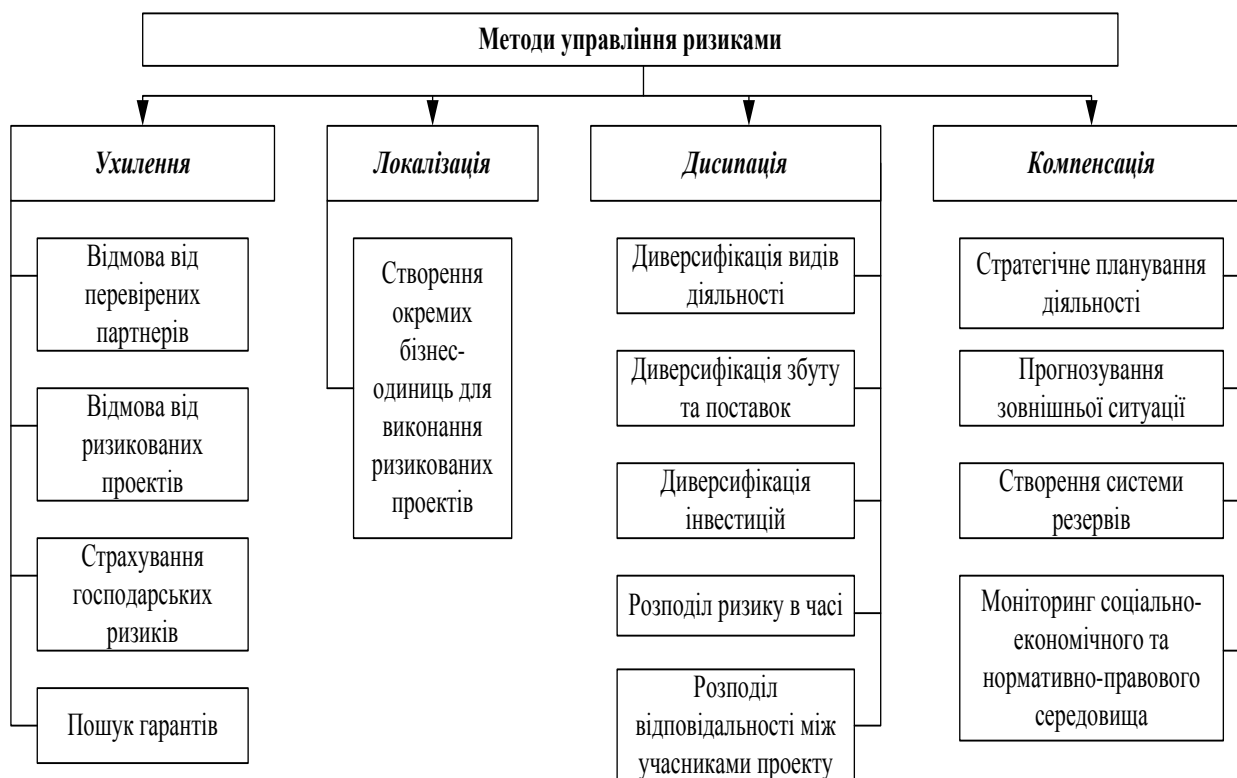 Методи управління ризиками
Ухилення
Відмова від
перевірених
партнерів
Відмова від
ризикованих
проектів
Страхування
господарських
ризиків
Пошук гарантів
Локалізація
Створення
окремих
бізнес-
одиниць для
виконання
ризикованих
проектів
Дисипація
Диверсифікація видів
діяльності
Диверсифікація збуту
та поставок
Диверсифікація
інвестицій
Розподіл ризику в часі
Розподіл
відповідальності між
учасниками проекту
Компенсація
Стратегічне планування
діяльності
Прогнозування
зовнішньої ситуації
Створення системи
резервів
Моніторинг соціально-
економічного та
нормативно-правового
середовища